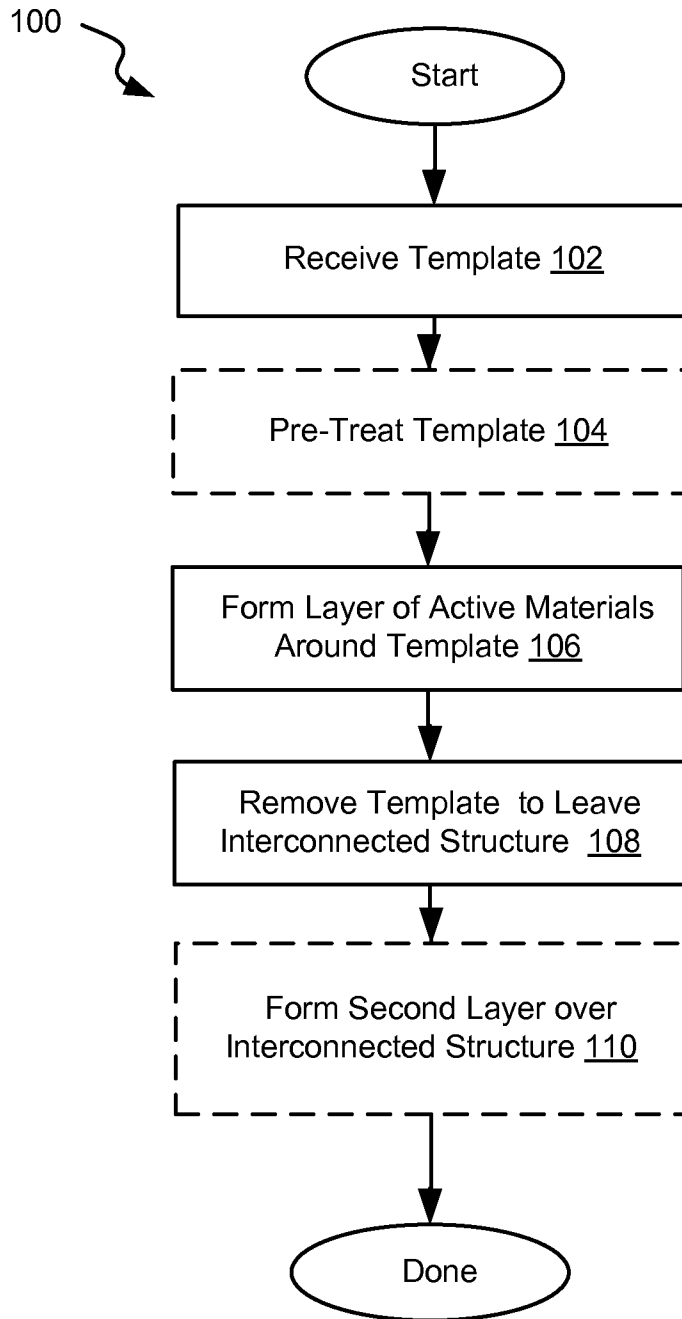 100
Start
Receive Template 102
Pre-Treat Template 104
Form Layer of Active Materials
Around Template 106
Remove Template to Leave
Interconnected Structure 108
Form Second Layer over
Interconnected Structure 110
Done